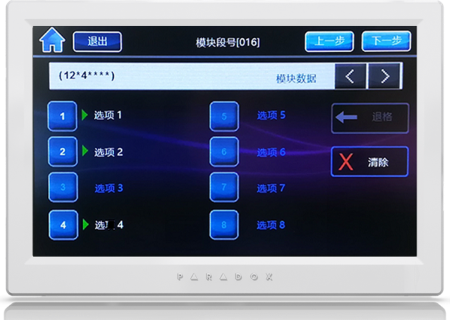 退出 模块段号[016] 上一步 下一步
(12*4****) 模块数据 < >
1 选项 1 5 选项 5 退格
2 选项 2 6 选项 6 清除
3 选项 3 7 选项 7
4 选项 4 8 选项 8
PARADOX